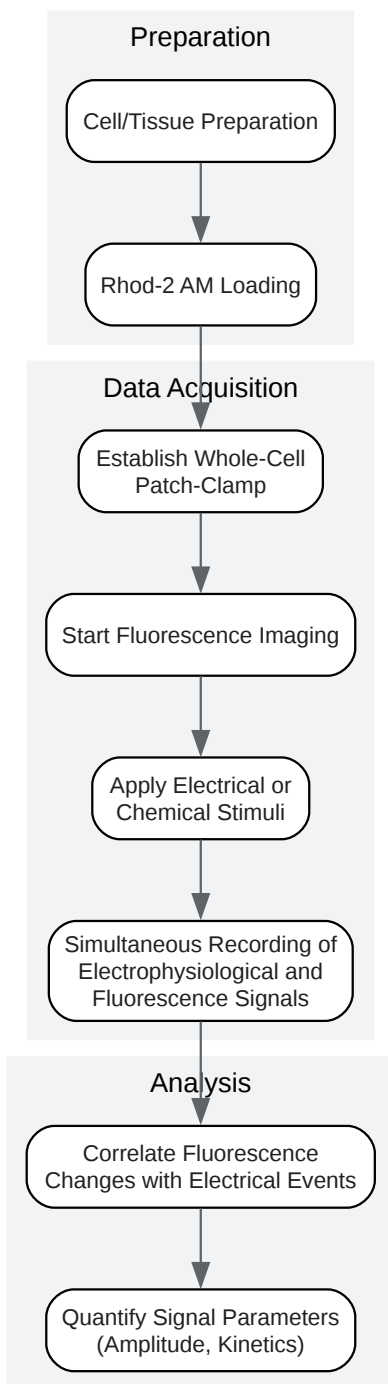 Preparation
Cell/Tissue Preparation
Rhod-2 AM Loading
Data Acquisition
Establish Whole-Cell
Patch-Clamp
Start Fluorescence Imaging
Apply Electrical or
Chemical Stimuli
Simultaneous Recording of
Electrophysiological and
Fluorescence Signals
Analysis
Correlate Fluorescence
Changes with Electrical Events
Quantify Signal Parameters
(Amplitude, Kinetics)